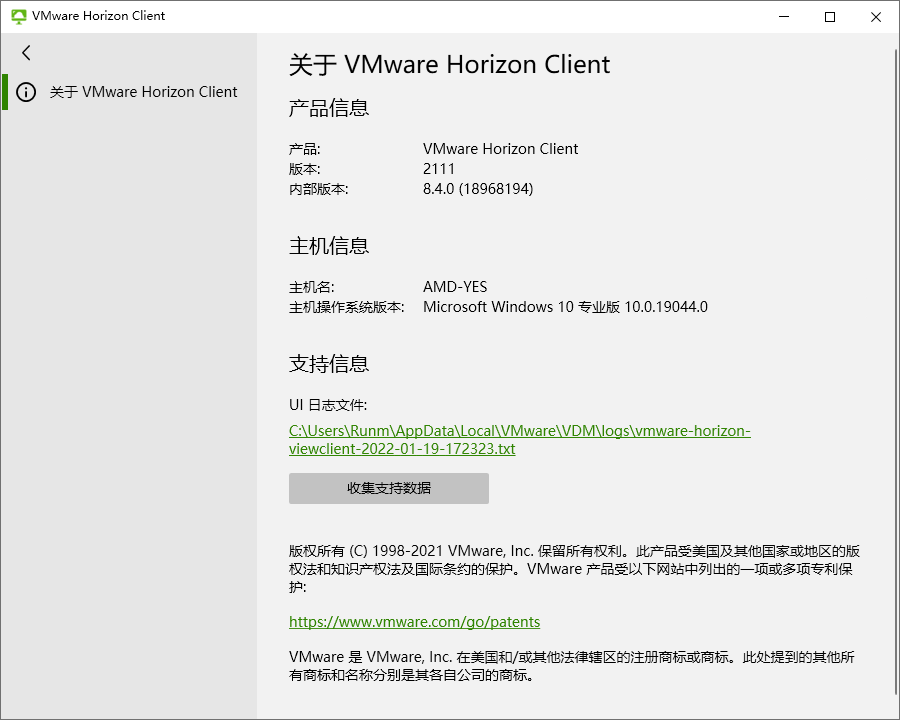 VMware Horizon Client
关于 VMware Horizon Client
关于 VMware Horizon Client
产品信息
产品: VMware Horizon Client
版本: 2111
内部版本: 8.4.0 (18968194)
主机信息
主机名: AMD-YES
主机操作系统版本: Microsoft Windows 10 专业版 10.0.19044.0
支持信息
UI 日志文件:
C:\Users\Runm\AppData\Local\VMware\VDM\logs\vmware-horizon-
viewclient-2022-01-19-172323.txt
收集支持数据
版权所有 (C) 1998-2021 VMware, Inc. 保留所有权利。此产品受美国及其他国家或地区的版
权法和知识产权法及国际条约的保护。VMware 产品受以下网站中列出的一项或多项专利保
护:
https://www.vmware.com/go/patents
VMware 是 VMware, Inc. 在美国和/或其他法律辖区的注册商标或商标。此处提到的其他所
有商标和名称分别是其各自公司的商标。